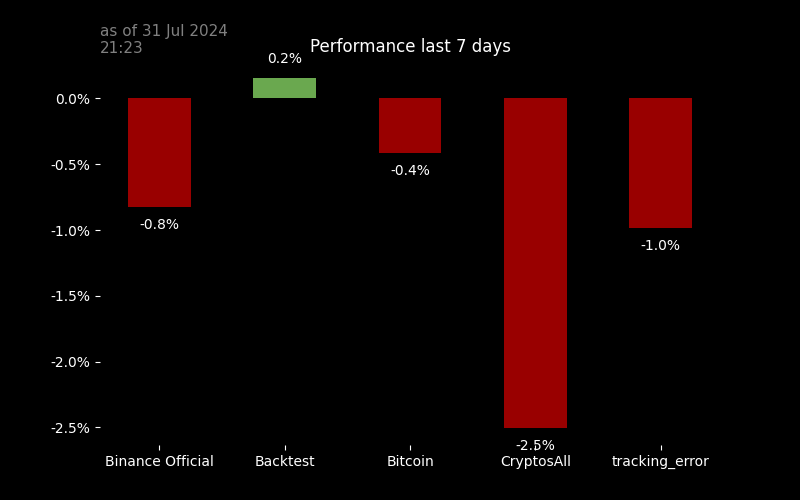 as of 31 Jul 2024
21:23
Performance last 7 days
0.2%
0.0%
-0.5%
-0.4%
-0.8%
-1.0%
-1.0%
-1.5%
-2.0%
-2.5%
-2.5%
Binance Official
Backtest
Bitcoin
CryptosAll
tracking_error